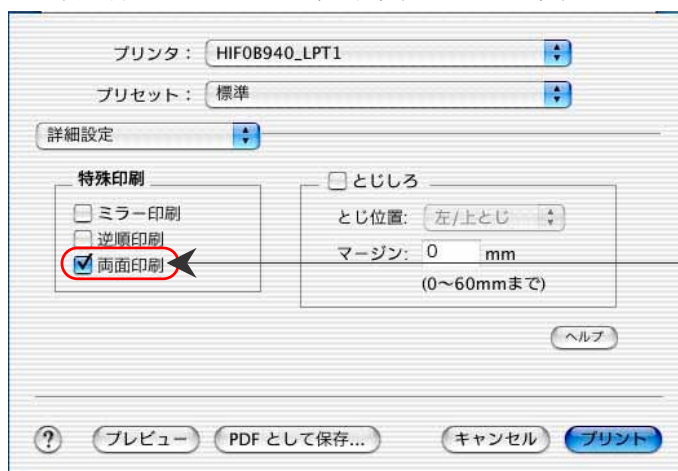 プリンタ： HIF0B940_LPT1
プリセット： 標準
詳細設定
特殊印刷
ミラー印刷
逆順印刷
両面印刷
とじしろ
とじ位置: 左/上とじ
マージン: 0 mm
(0〜60mmまで)
ヘルプ
? プレビュー PDF として保存... キャンセル プリント